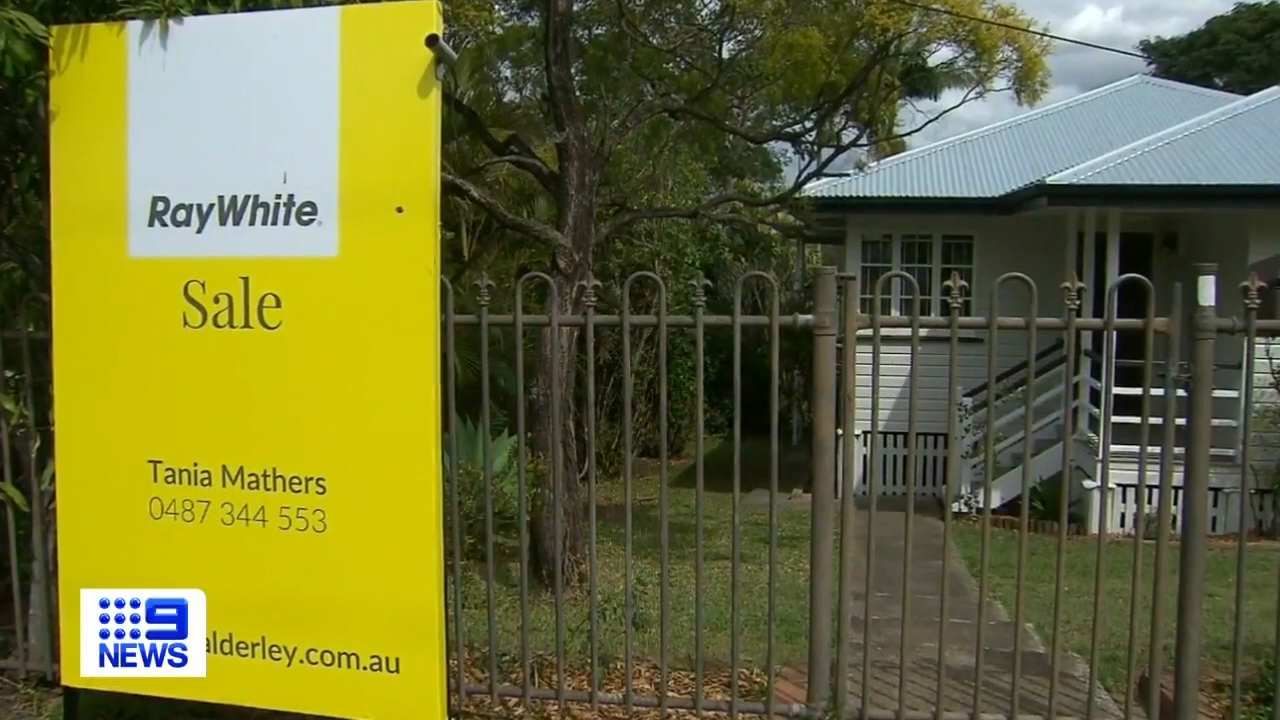 RayWhite
Sale
Tania Mathers
0487 344 553
alderley.com.au
9
NEWS